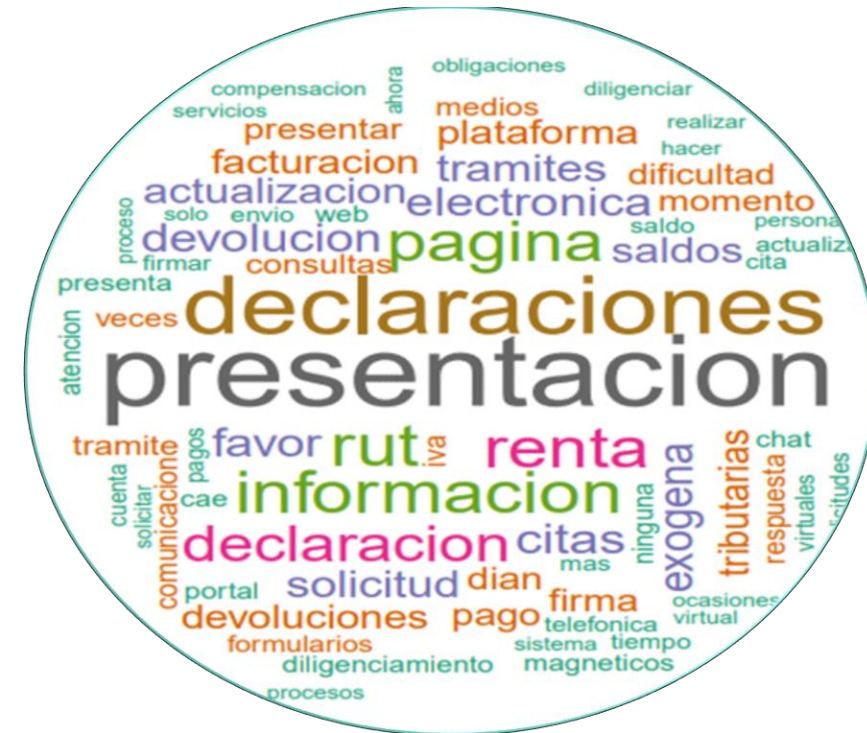 obligaciones
compensacion ahora diligenciar
servicios medios realizar
presentar plataforma hacer
facturacion tramites dificultad
actualizacion electronica momento
proceso solo envio web saldo persona
devolucion pagina saldos actualiza
firmar consultas cita
presenta declaraciones
veces
atencion presentacion
tramite pagos favor rut iva renta exogena tributarias chat
cuenta solicitar comunicacione cae informacion ninguna respuesta virtuales icitudes
declaracion citas
mas
portal solicitud dian firma ocasiones
devoluciones pago telefonica virtual
formularios sistema tiempo
diligenciamiento magneticos
procesos